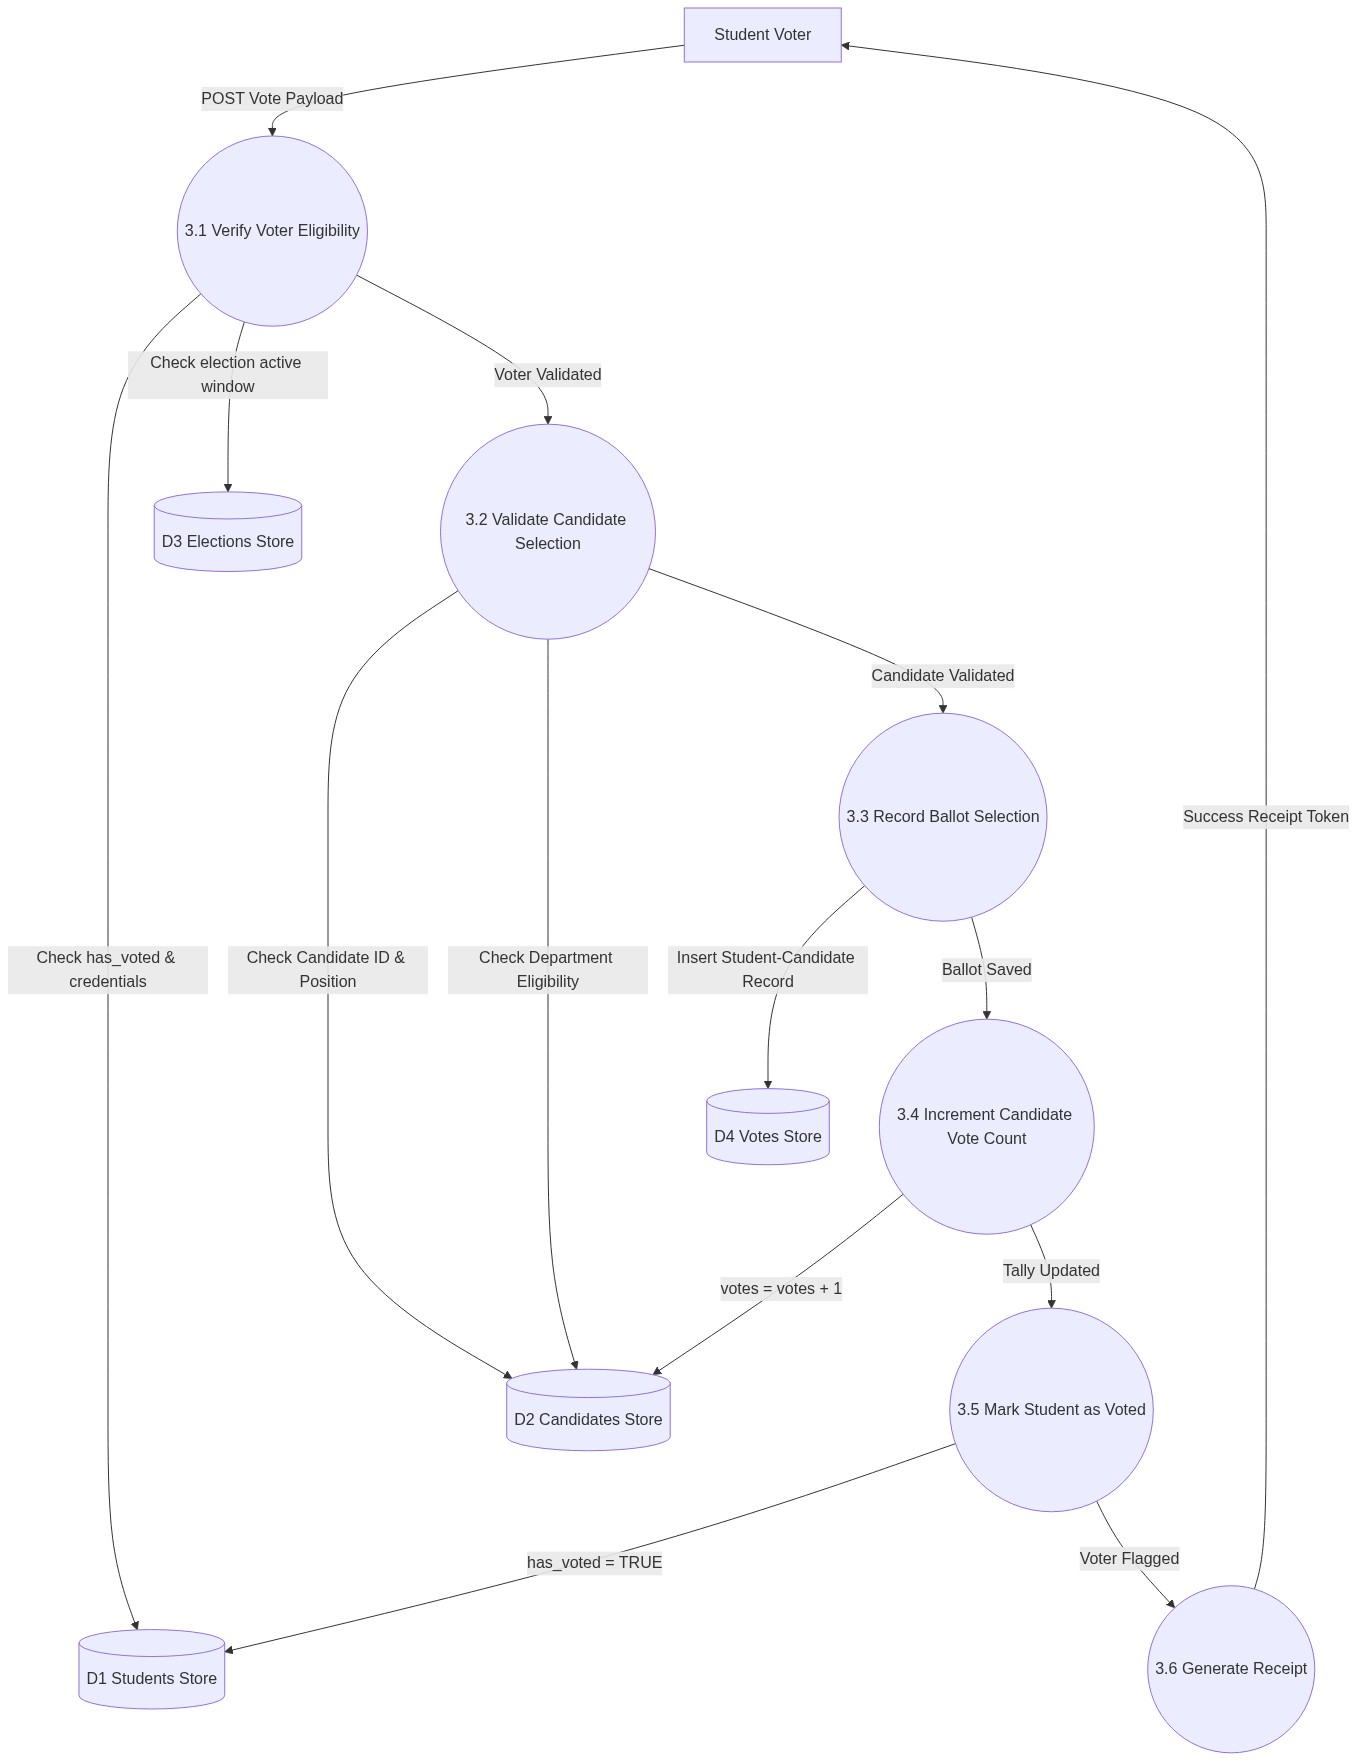 Student Voter
POST Vote Payload
3.1 Verify Voter Eligibility
Check election active
window
Voter Validated
D3 Elections Store
3.2 Validate Candidate
Selection
Candidate Validated
3.3 Record Ballot Selection
Success Receipt Token
Check has_voted &
credentials
Check Candidate ID &
Position
Check Department
Eligibility
Insert Student-Candidate
Record
Ballot Saved
D4 Votes Store
3.4 Increment Candidate
Vote Count
votes = votes + 1
Tally Updated
D2 Candidates Store
3.5 Mark Student as Voted
has_voted = TRUE
Voter Flagged
D1 Students Store
3.6 Generate Receipt